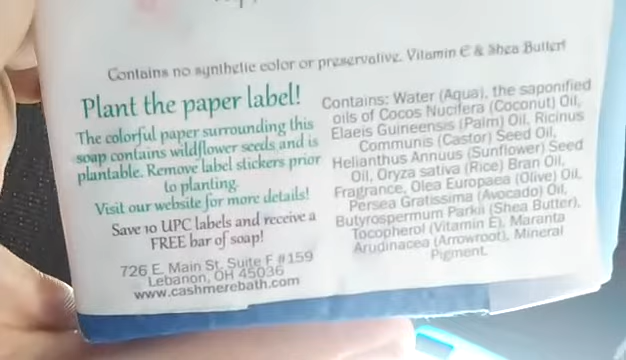 Contains no synthetic color or preservative. Vitamin E & Shea Butter!
Plant the paper label!
The colorful paper surrounding this
soap contains wildflower seeds and is
plantable. Remove label stickers prior
to planting.
Visit our website for more details!
Save 10 UPC labels and receive a
FREE bar of soap!
726 E. Main St. Suite F #159
Lebanon, OH 45036
www.cashmerebath.com
Contains: Water (Aqua), the saponified
oils of Cocos Nucifera (Coconut) Oil,
Elaeis Guineensis (Palm) Oil, Ricinus
Communis (Castor) Seed Oil,
Helianthus Annuus (Sunflower) Seed
Oil, Oryza sativa (Rice) Bran Oil,
Fragrance, Olea Europaea (Olive) Oil,
Persea Gratissima (Avocado) Oil,
Butyrospermum Parkii (Shea Butter),
Tocopherol (Vitamin E), Maranta
Arudinacea (Arrowroot), Mineral
Pigment.